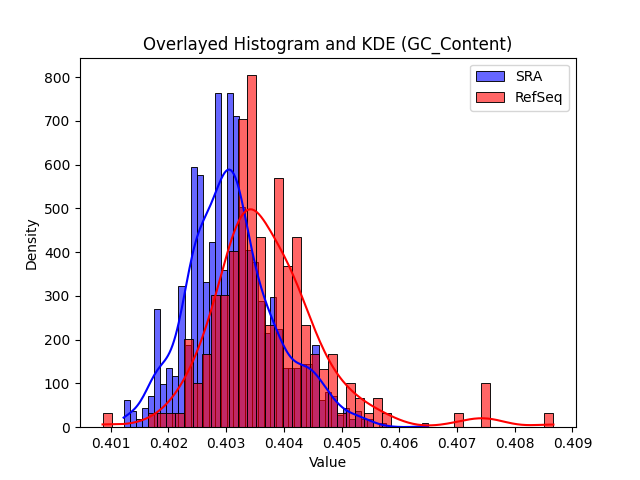 Overlayed Histogram and KDE (GC_Content)
SRA
RefSeq
Density
800
700
600
500
400
300
200
100
0
0.401 0.402 0.403 0.404 0.405 0.406 0.407 0.408 0.409
Value